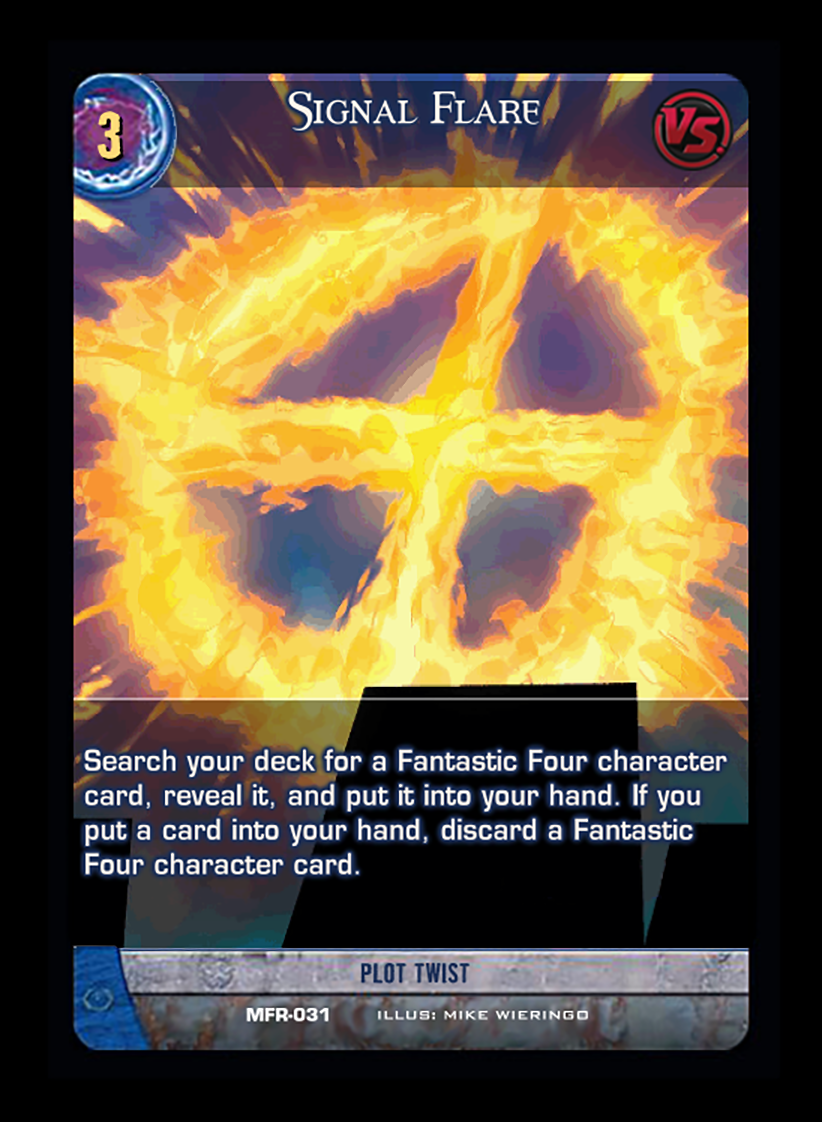 3
Signal Flare
VS.
Search your deck for a Fantastic Four character
card, reveal it, and put it into your hand. If you
put a card into your hand, discard a Fantastic
Four character card.
PLOT TWIST
MFR-031 ILLUS: MIKE WIERINGO